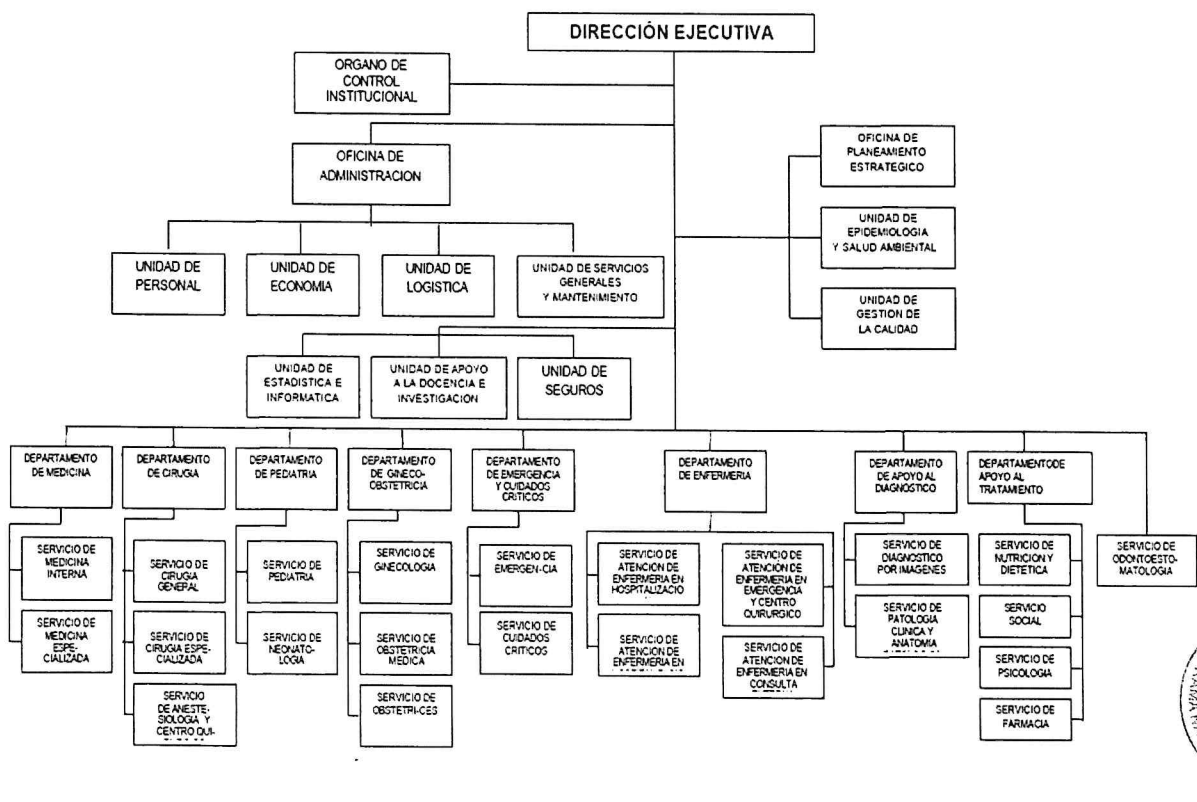 DIRECCIÓN EJECUTIVA
ORGANO DE
CONTROL
INSTITUCIONAL
OFICINA DE
ADMINISTRACION
OFICINA DE
PLANEAMIENTO
ESTRATEGICO
UNIDAD DE
EPIDEMIOLOGIA
Y SALUD AMBIENTAL
UNIDAD DE
GESTION DE
LA CALIDAD
UNIDAD DE
PERSONAL
UNIDAD DE
ECONOMIA
UNIDAD DE
LOGISTICA
UNIDAD DE SERVICIOS
GENERALES
Y MANTENIMIENTO
UNIDAD DE
ESTADISTICA E
INFORMATICA
UNIDAD DE APOYO
A LA DOCENCIA E
INVESTIGACION
UNIDAD DE
SEGUROS
DEPARTAMENTO
DE MEDICINA
DEPARTAMENTO
DE CIRUGIA
DEPARTAMENTO
DE PEDIATRIA
DEPARTAMENTO
DE GINECO-
OBSTETRICIA
DEPARTAMENTO
DE EMERGENCIA
Y CUIDADOS
CRITICOS
DEPARTAMENTO
DE ENFERMERIA
DEPARTAMENTO
DE APOYO AL
DIAGNOSTICO
DEPARTAMENTODE
APOYO AL
TRATAMIENTO
SERVICIO DE
MEDICINA
INTERNA
SERVICIO DE
MEDICINA
ESPE-
CIALIZADA
SERVICIO DE
CIRUGIA
GENERAL
SERVICIO DE
CIRUGIA ESPE-
CIALIZADA
SERVICIO
DE ANESTE-
SIOLOGIA Y
CENTRO QUI-
SERVICIO DE
PEDIATRIA
SERVICIO DE
NEONATO-
LOGIA
SERVICIO DE
GINECOLOGIA
SERVICIO DE
OBSTETRICIA
MEDICA
SERVICIO DE
OBSTETRI-CES
SERVICIO DE
EMERGEN-CIA
SERVICIO DE
CUIDADOS
CRITICOS
SERVICIO DE
ATENCION DE
ENFERMERIA EN
HOSPITALIZACIO
SERVICIO DE
ATENCION DE
ENFERMERIA EN
SERVICIO DE
ATENCION DE
ENFERMERIA EN
EMERGENCIA
Y CENTRO
QUIRURGICO
SERVICIO DE
ATENCION DE
ENFERMERIA EN
CONSULTA
SERVICIO DE
DIAGNOSTICO
POR IMAGENES
SERVICIO DE
PATOLOGIA
CLINICA Y
ANATOMIA
SERVICIO DE
NUTRICION Y
DIETETICA
SERVICIO
SOCIAL
SERVICIO DE
PSICOLOGIA
SERVICIO DE
FARMACIA
SERVICIO DE
ODONTOESTO-
MATOLOGIA